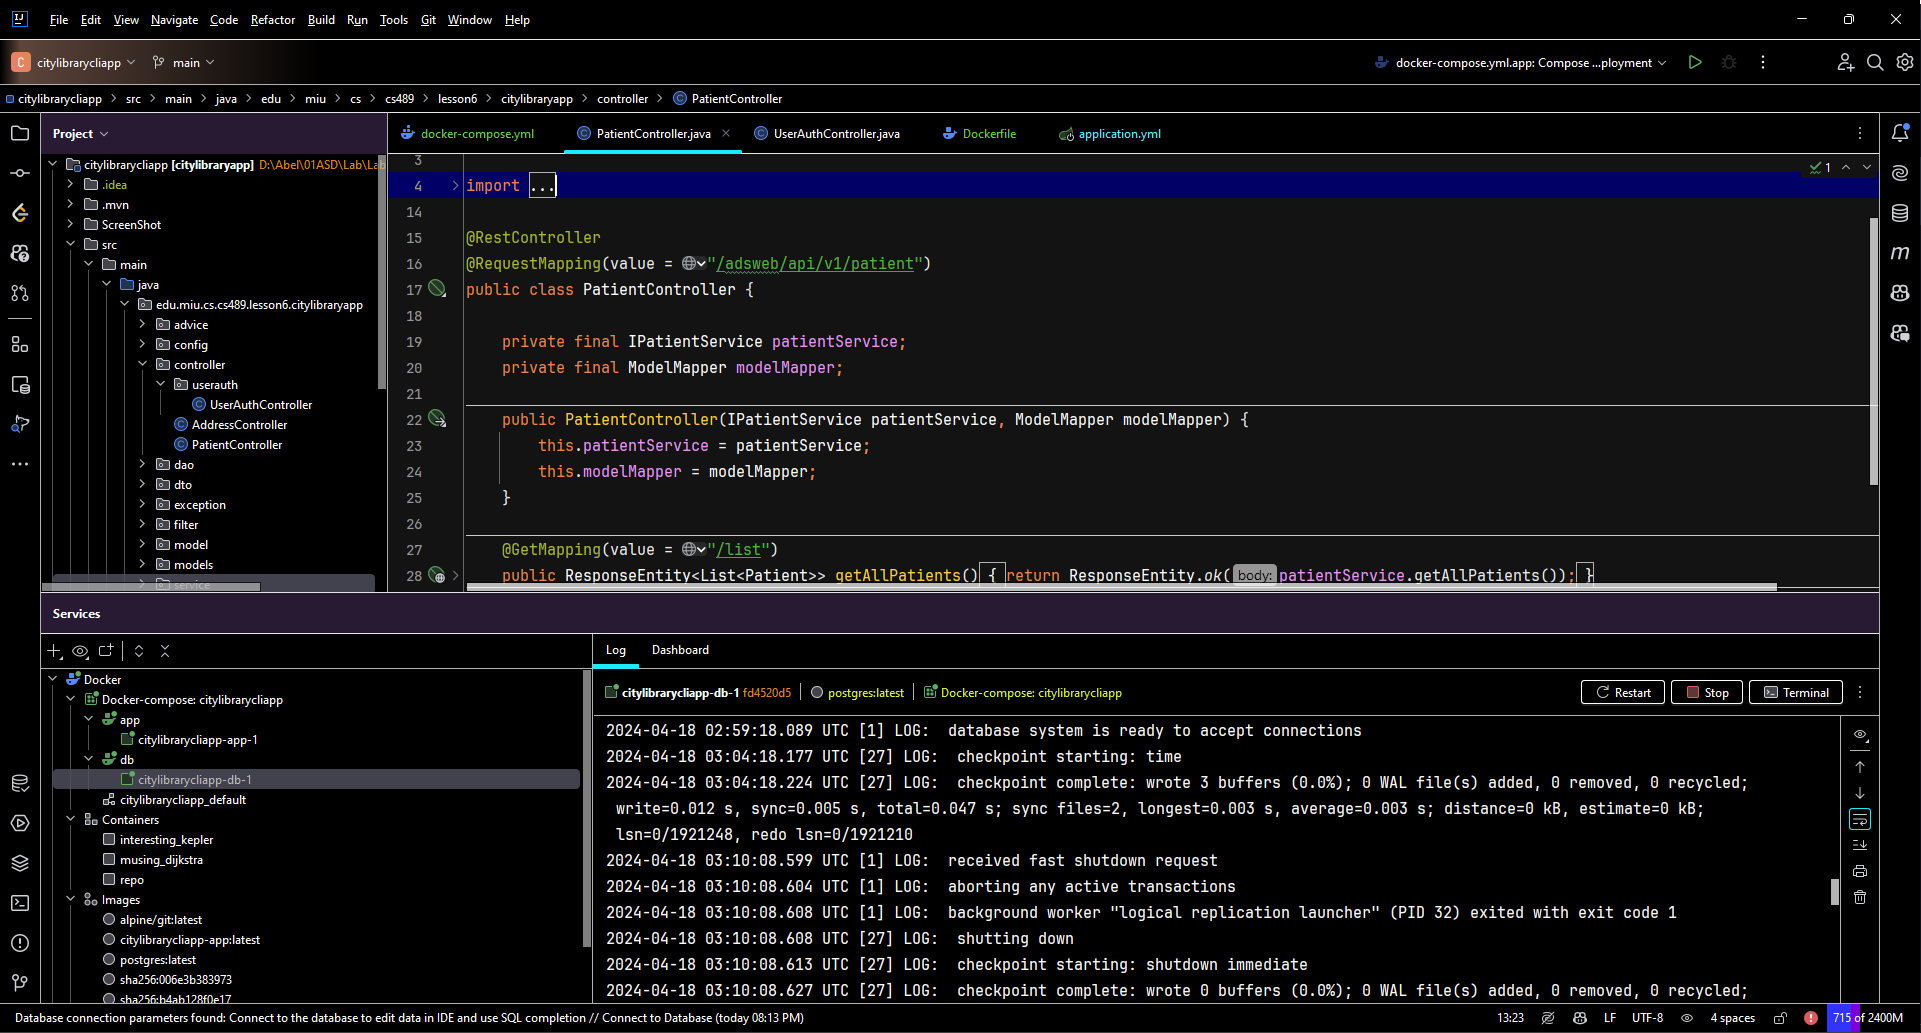 File Edit View Navigate Code Refactor Build Run Tools Git Window Help
C citylibrarycliapp main docker-compose.yml.app: Compose ...ployment
citylibrarycliapp src main java edu miu cs cs489 lesson6 citylibraryapp controller PatientController
Project
docker-compose.yml PatientController.java UserAuthController.java Dockerfile application.yml
citylibrarycliapp [citylibraryapp] D:\Abel\01ASD\Lab\Lab
.idea
.mvn
ScreenShot
src
main
java
edu.miu.cs.cs489.lesson6.citylibraryapp
advice
config
controller
userauth
UserAuthController
AddressController
PatientController
dao
dto
exception
filter
model
models
service
3
4 import ...
1
14
15 @RestController
16 @RequestMapping(value = "/adsweb/api/v1/patient")
17 public class PatientController {
18
19 private final IPatientService patientService;
20 private final ModelMapper modelMapper;
21
22 public PatientController(IPatientService patientService, ModelMapper modelMapper) {
23 this.patientService = patientService;
24 this.modelMapper = modelMapper;
25 }
26
27 @GetMapping(value = "/list")
28 public ResponseEntity<List<Patient>> getAllPatients() { return ResponseEntity.ok( body: patientService.getAllPatients()); }
Services
Docker
Docker-compose: citylibrarycliapp
app
citylibrarycliapp-app-1
db
citylibrarycliapp-db-1
citylibrarycliapp_default
Containers
interesting_kepler
musing_dijkstra
repo
Images
alpine/git:latest
citylibrarycliapp-app:latest
postgres:latest
sha256:006e3b383973
sha256:b4ab128f0e17
Log Dashboard
citylibrarycliapp-db-1 fd4520d5 postgres:latest Docker-compose: citylibrarycliapp Restart Stop Terminal
2024-04-18 02:59:18.089 UTC [1] LOG: database system is ready to accept connections
2024-04-18 03:04:18.177 UTC [27] LOG: checkpoint starting: time
2024-04-18 03:04:18.224 UTC [27] LOG: checkpoint complete: wrote 3 buffers (0.0%); 0 WAL file(s) added, 0 removed, 0 recycled;
write=0.012 s, sync=0.005 s, total=0.047 s; sync files=2, longest=0.003 s, average=0.003 s; distance=0 kB, estimate=0 kB;
lsn=0/1921248, redo lsn=0/1921210
2024-04-18 03:10:08.599 UTC [1] LOG: received fast shutdown request
2024-04-18 03:10:08.604 UTC [1] LOG: aborting any active transactions
2024-04-18 03:10:08.608 UTC [1] LOG: background worker "logical replication launcher" (PID 32) exited with exit code 1
2024-04-18 03:10:08.608 UTC [27] LOG: shutting down
2024-04-18 03:10:08.613 UTC [27] LOG: checkpoint starting: shutdown immediate
2024-04-18 03:10:08.627 UTC [27] LOG: checkpoint complete: wrote 0 buffers (0.0%); 0 WAL file(s) added, 0 removed, 0 recycled;
Database connection parameters found: Connect to the database to edit data in IDE and use SQL completion // Connect to Database (today 08:13 PM) 13:23 LF UTF-8 4 spaces 715 of 2400M